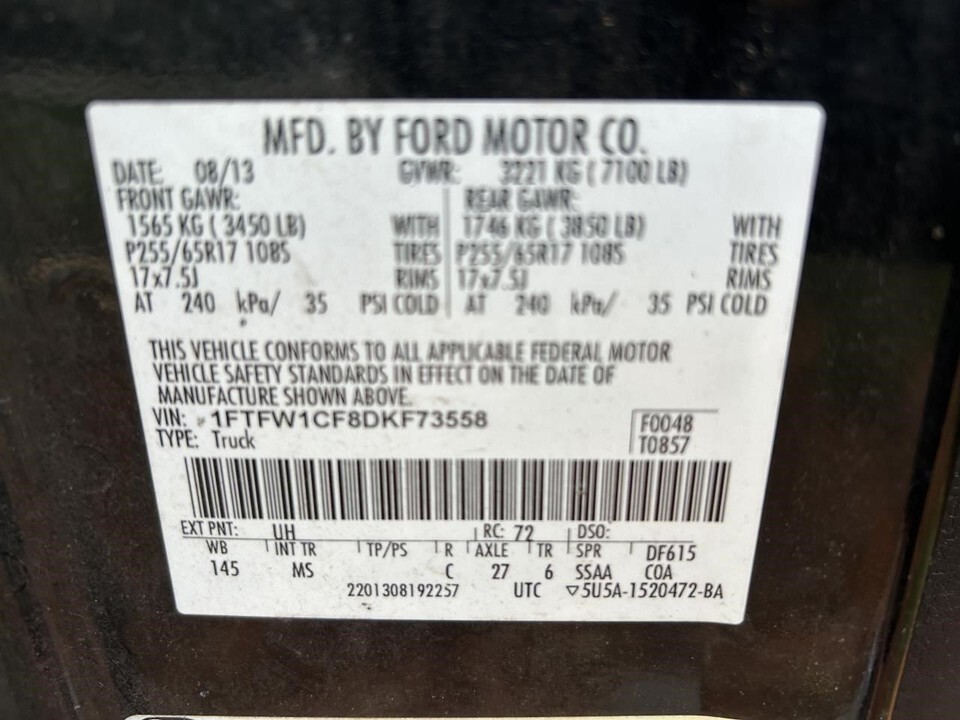 MFD. BY FORD MOTOR CO.
DATE: 08/13 GVWR: 3221 KG ( 7100 LB)
FRONT GAWR: REAR GAWR:
1565 KG ( 3450 LB) WITH 1746 KG ( 3850 LB) WITH
P255/65R17 108S TIRES P255/65R17 108S TIRES
17x7.5J RIMS 17x7.5J RIMS
AT 240 kPa/ 35 PSI COLD AT 240 kPa/ 35 PSI COLD
THIS VEHICLE CONFORMS TO ALL APPLICABLE FEDERAL MOTOR
VEHICLE SAFETY STANDARDS IN EFFECT ON THE DATE OF
MANUFACTURE SHOWN ABOVE.
VIN: 1FTFW1CF8DKF73558 F0048
TYPE: Truck T0857
EXT PNT: UH RC: 72 DSO:
WB INT TR TP/PS R AXLE TR SPR DF615
145 MS C 27 6 SSAA COA
2201308192257 UTC ▽5U5A-1520472-BA